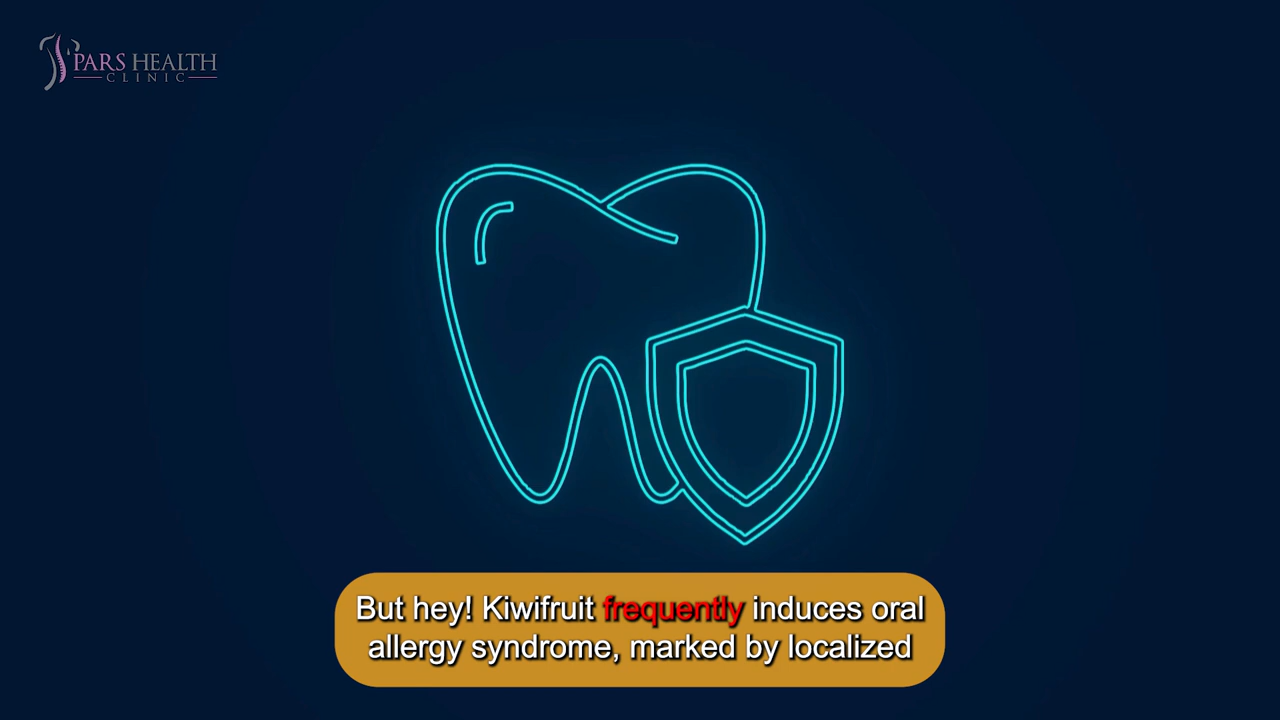 PARS HEALTH
CLINIC
But hey! Kiwifruit frequently induces oral
allergy syndrome, marked by localized